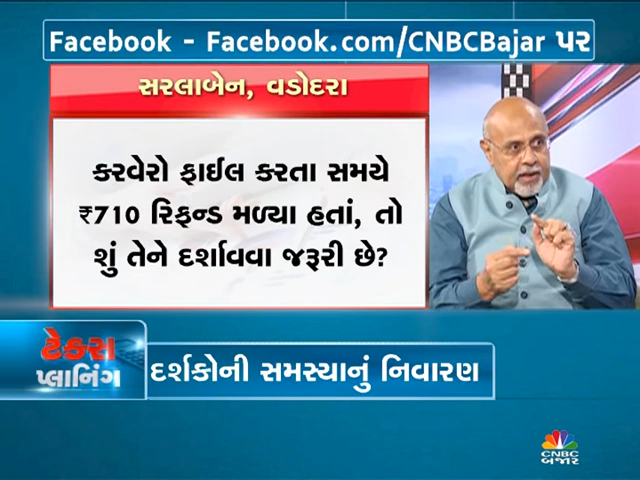 Facebook - Facebook.com/CNBCBajar પર
સરલાબેન, વડોદરા
કરવેરો ફાઈલ કરતા સમયે
₹710 રિફન્ડ મળ્યા હતાં, તો
શું તેને દર્શાવવા જરૂરી છે?
ટેક્સ
પ્લાનિંગ
દર્શકોની સમસ્યાનું નિવારણ
CNBC
બજાર